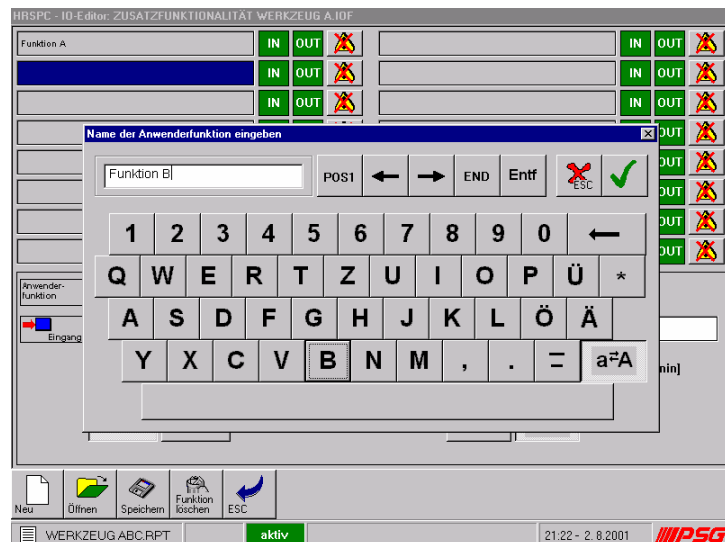 HRSPC - IO-Editor: ZUSATZFUNKTIONALITÄT WERKZEUG A.IOF
Funktion A IN OUT IN OUT
IN OUT IN OUT
IN OUT IN OUT
Name der Anwenderfunktion eingeben
OUT
Funktion B POS1 END Entf ESC
OUT
OUT
1 2 3 4 5 6 7 8 9 0
OUT
OUT
Q W E R T Z U I O P Ü *
Anwender-
funktion
A S D F G H J K L Ö Ä
Eingang
Y X C V B N M , . = a⇄A
nin]
Neu Öffnen Speichern Funktion löschen ESC
WERKZEUG ABC.RPT aktiv 21:22 - 2. 8.2001 PSG